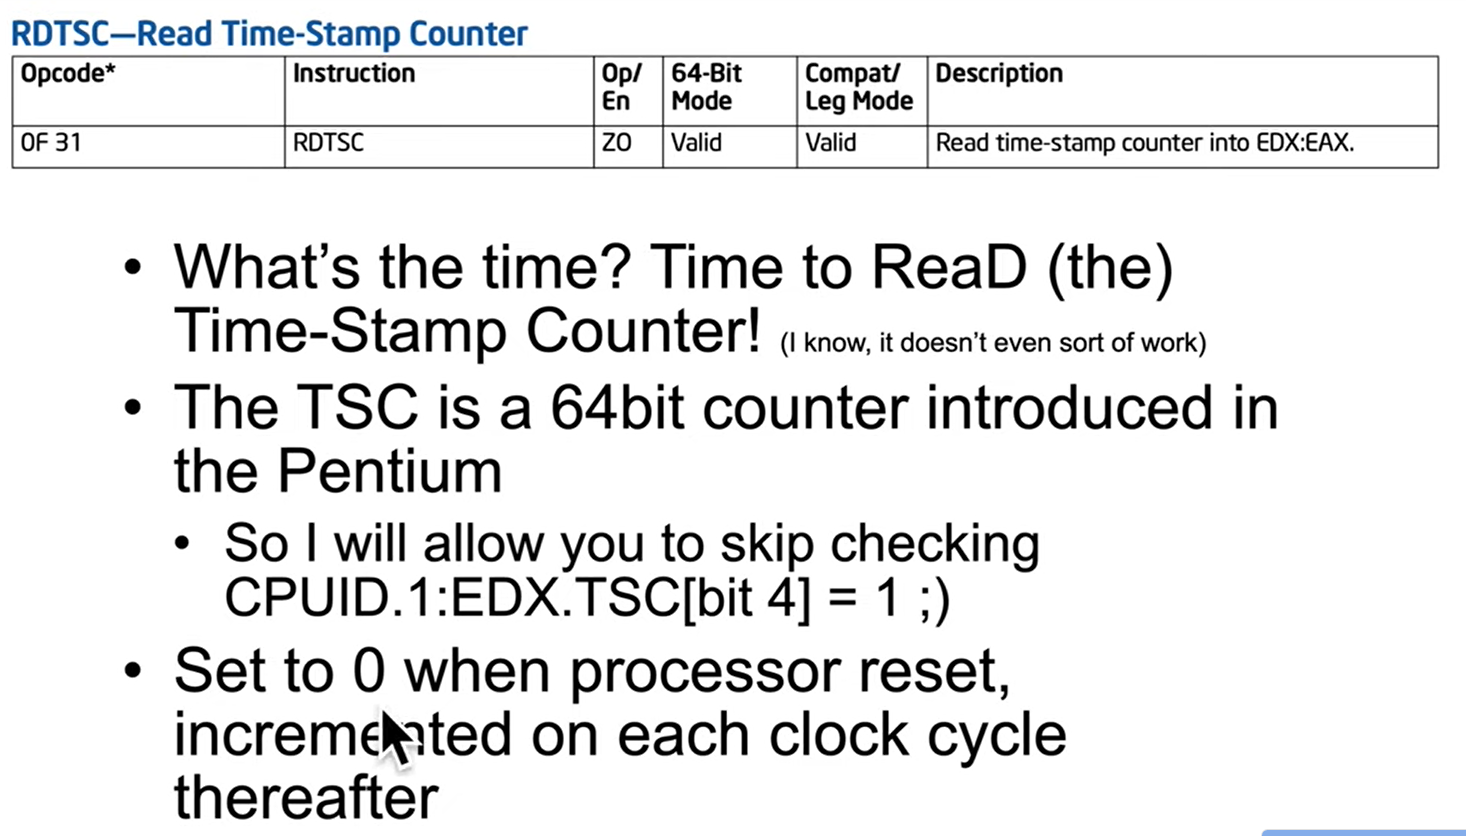 RDTSC—Read Time-Stamp Counter
Opcode* Instruction Op/ En 64-Bit Mode Compat/ Leg Mode Description
0F 31 RDTSC ZO Valid Valid Read time-stamp counter into EDX:EAX.
• What's the time? Time to ReaD (the)
Time-Stamp Counter! (I know, it doesn't even sort of work)
• The TSC is a 64bit counter introduced in
the Pentium
• So I will allow you to skip checking
CPUID.1:EDX.TSC[bit 4] = 1 ;)
• Set to 0 when processor reset,
incremented on each clock cycle
thereafter